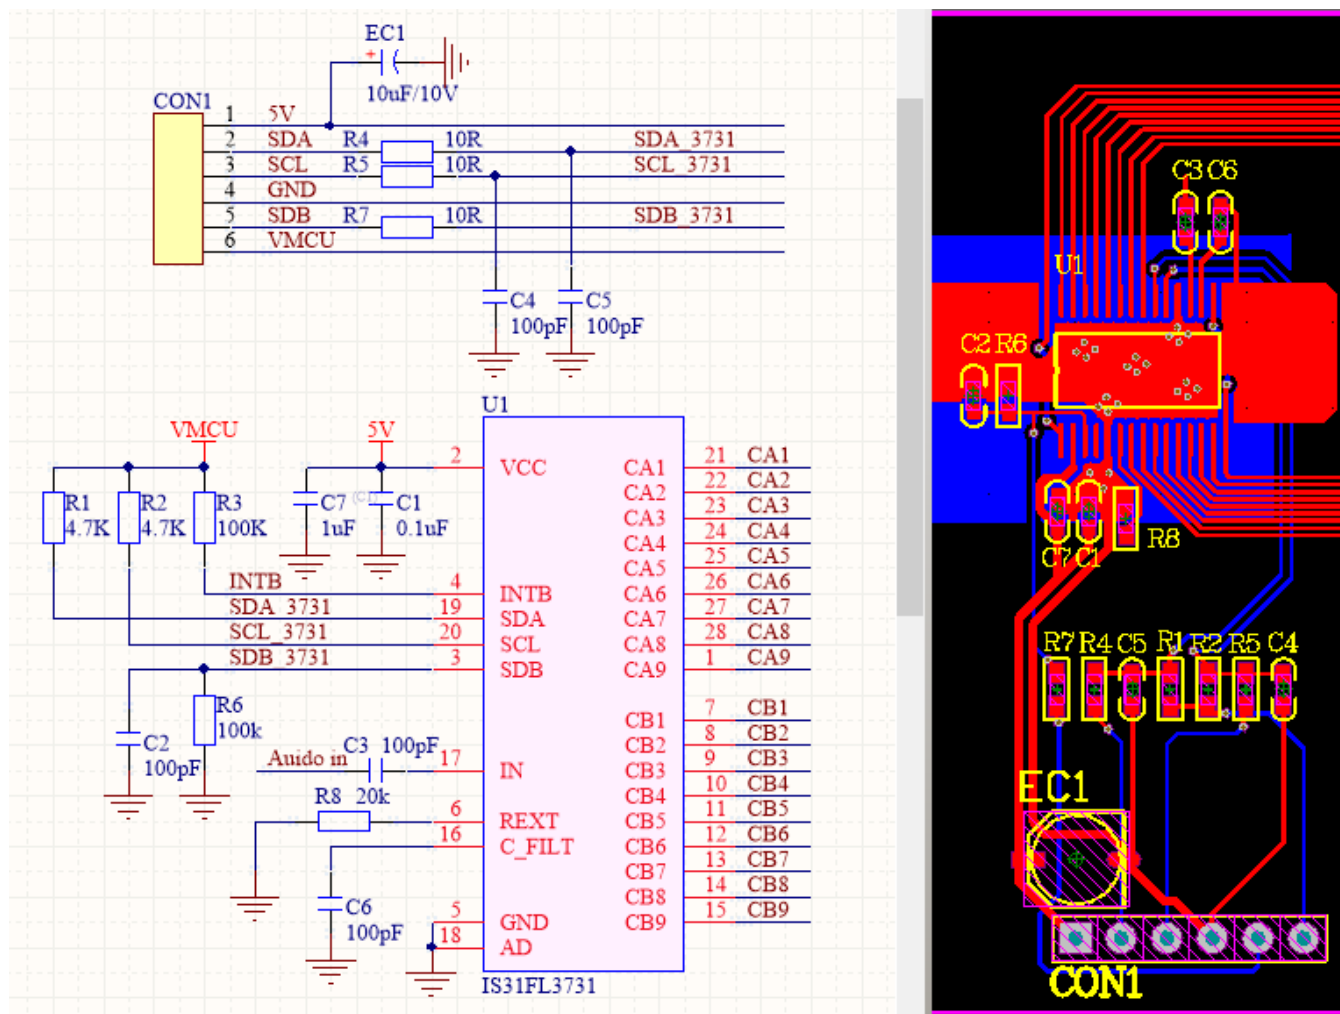 EC1
+
10uF/10V
CON1
1 5V
2 SDA R4 10R SDA_3731
3 SCL R5 10R SCL_3731
4 GND
5 SDB R7 10R SDB_3731
6 VMCU
C4 C5
100pF 100pF
U1
VMCU 5V
2 VCC CA1 21 CA1
CA2 22 CA2
R1 R2 R3 C7 (C1) C1 CA3 23 CA3
4.7K 4.7K 100K 1uF 0.1uF
CA4 24 CA4
CA5 25 CA5
INTB 4 INTB CA6 26 CA6
SDA_3731 19 SDA CA7 27 CA7
SCL_3731 20 SCL CA8 28 CA8
SDB_3731 3 SDB CA9 1 CA9
R6
100k
CB1 7 CB1
C2
100pF
CB2 8 CB2
Auido in C3 100pF 17 IN CB3 9 CB3
CB4 10 CB4
R8 20k 6 REXT CB5 11 CB5
16 C_FILT CB6 12 CB6
CB7 13 CB7
CB8 14 CB8
C6
100pF
5 GND CB9 15 CB9
18 AD
IS31FL3731
C3 C6
U1
C2 R6
C7 C1 R8
R7 R4 C5 R1 R2 R5 C4
EC1
CON1